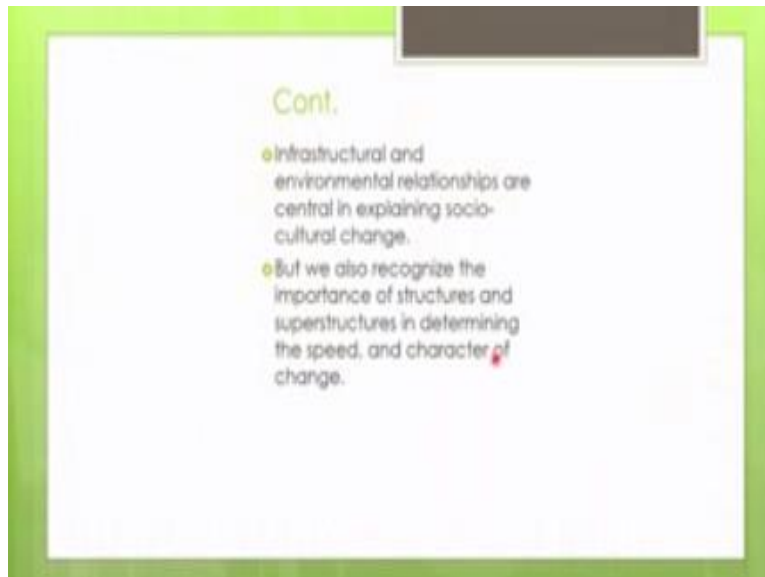 Cont.
Infrastructural and
environmental relationships are
central in explaining socio-
cultural change.
But we also recognize the
importance of structures and
superstructures in determining
the speed, and character of
change.